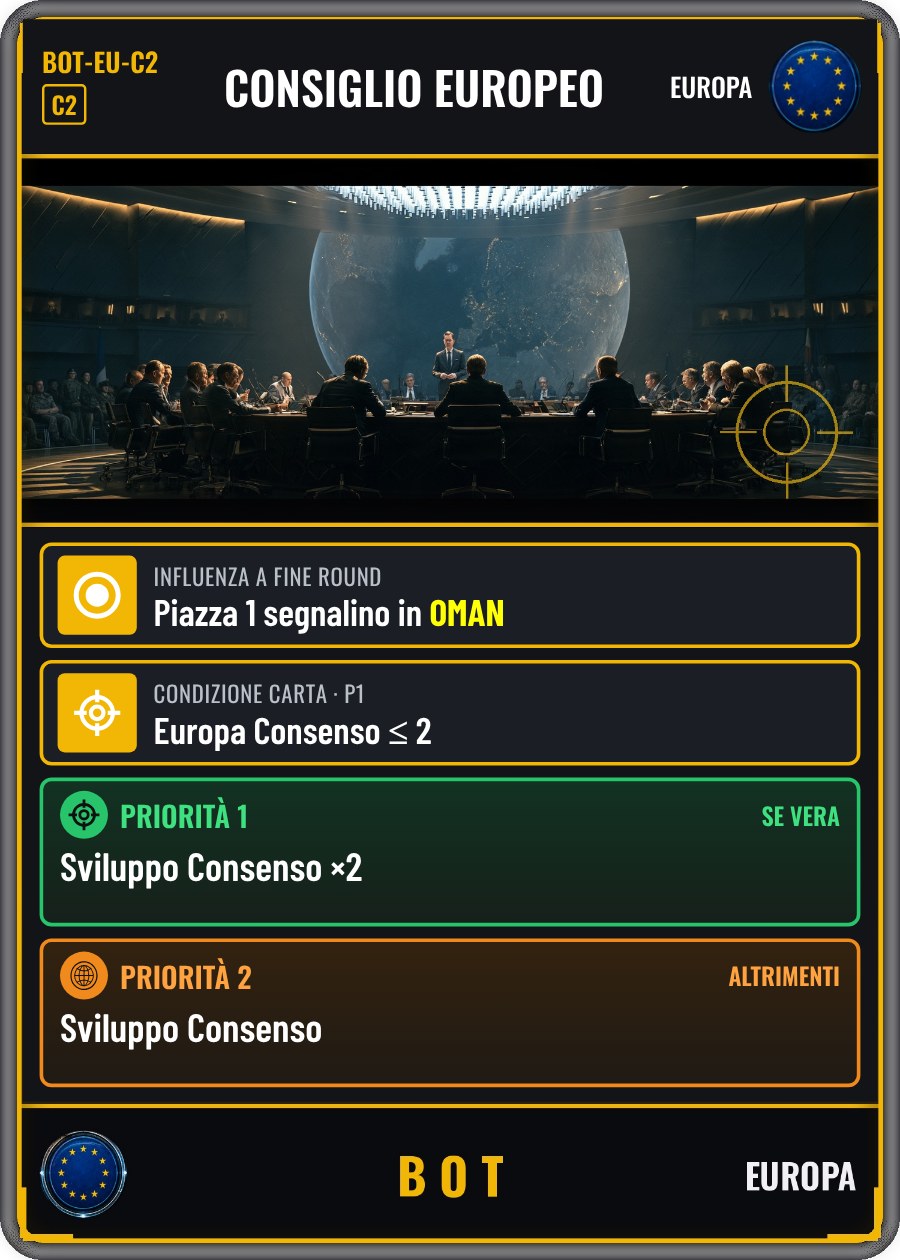 BOT-EU-C2
C2
CONSIGLIO EUROPEO
EUROPA
INFLUENZA A FINE ROUND
Piazza 1 segnalino in OMAN
CONDIZIONE CARTA · P1
Europa Consenso ≤ 2
PRIORITÀ 1
SE VERA
Sviluppo Consenso ×2
PRIORITÀ 2
ALTRIMENTI
Sviluppo Consenso
BOT
EUROPA